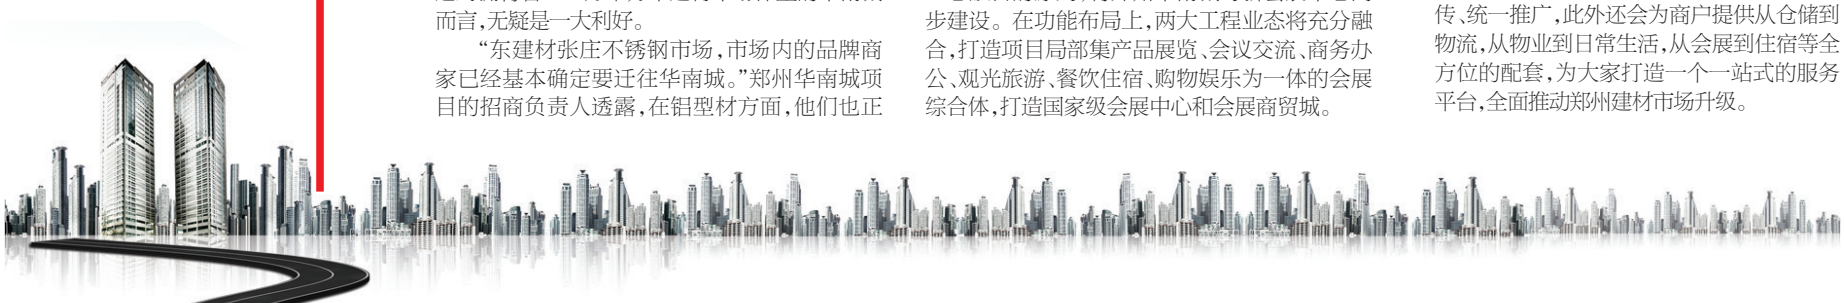 而言,无疑是一大利好。
“东建材张庄不锈钢市场,市场内的品牌商
家已经基本确定要迁往华南城。”郑州华南城项
目的招商负责人透露,在铝型材方面,他们也正
步建设。在功能布局上,两大工程业态将充分融
合,打造项目局部集产品展览、会议交流、商务办
公、观光旅游、餐饮住宿、购物娱乐为一体的会展
综合体,打造国家级会展中心和会展商贸城。
传、统一推广,此外还会为商户提供从仓储到
物流,从物业到日常生活,从会展到住宿等全
方位的配套,为大家打造一个一站式的服务
平台,全面推动郑州建材市场升级。